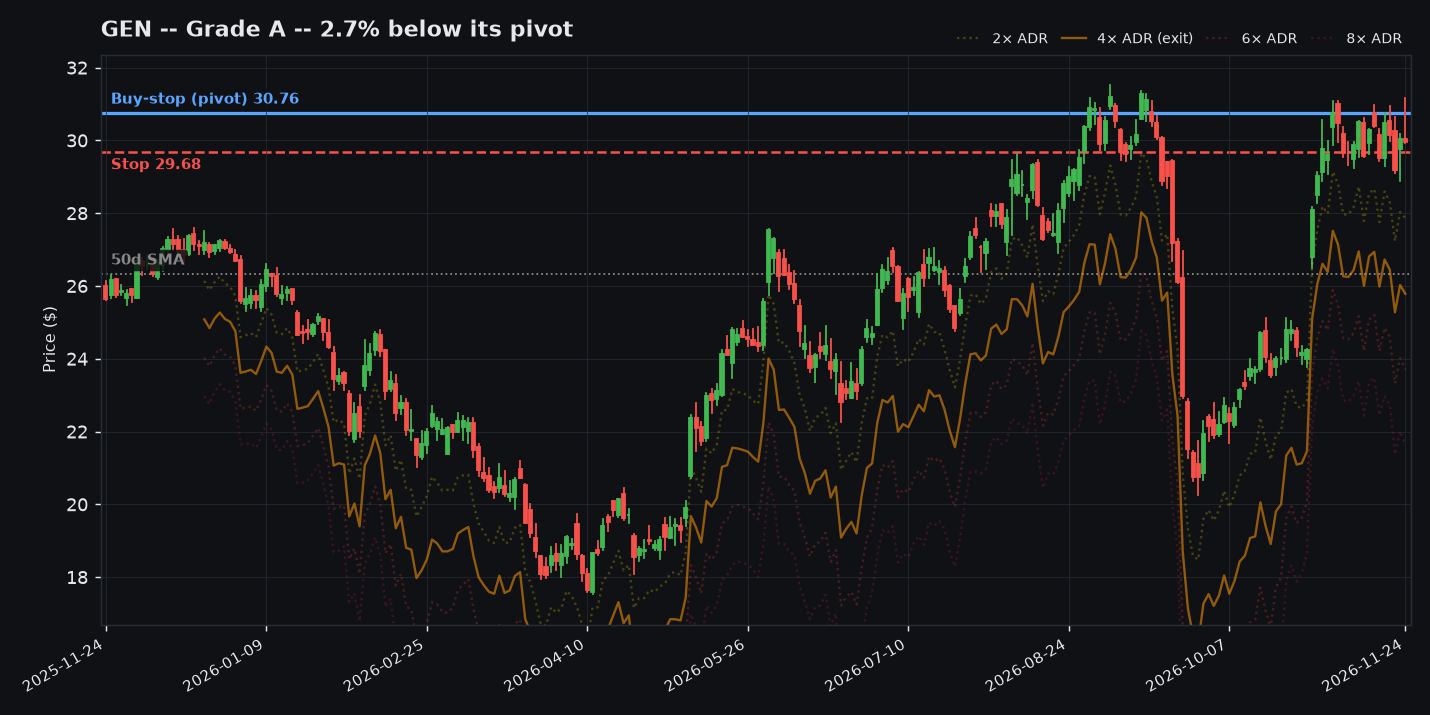 GEN -- Grade A -- 2.7% below its pivot
2× ADR
4× ADR (exit)
6× ADR
8× ADR
Buy-stop (pivot) 30.76
Stop 29.68
50d SMA
Price ($)
32
30
28
26
24
22
20
18
2025-11-24
2026-01-09
2026-02-25
2026-04-10
2026-05-26
2026-07-10
2026-08-24
2026-10-07
2026-11-24